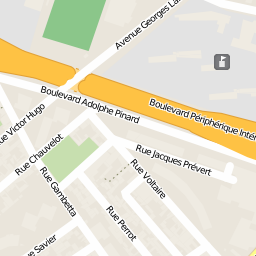 Avenue Georges La
Boulevard Adolphe Pinard
Boulevard Périphérique Intér
Rue Victor Hugo
Rue Jacques Prévert
Rue Chauvelot
Rue Voltaire
Rue Gambetta
Rue Perrot
Rue Savier